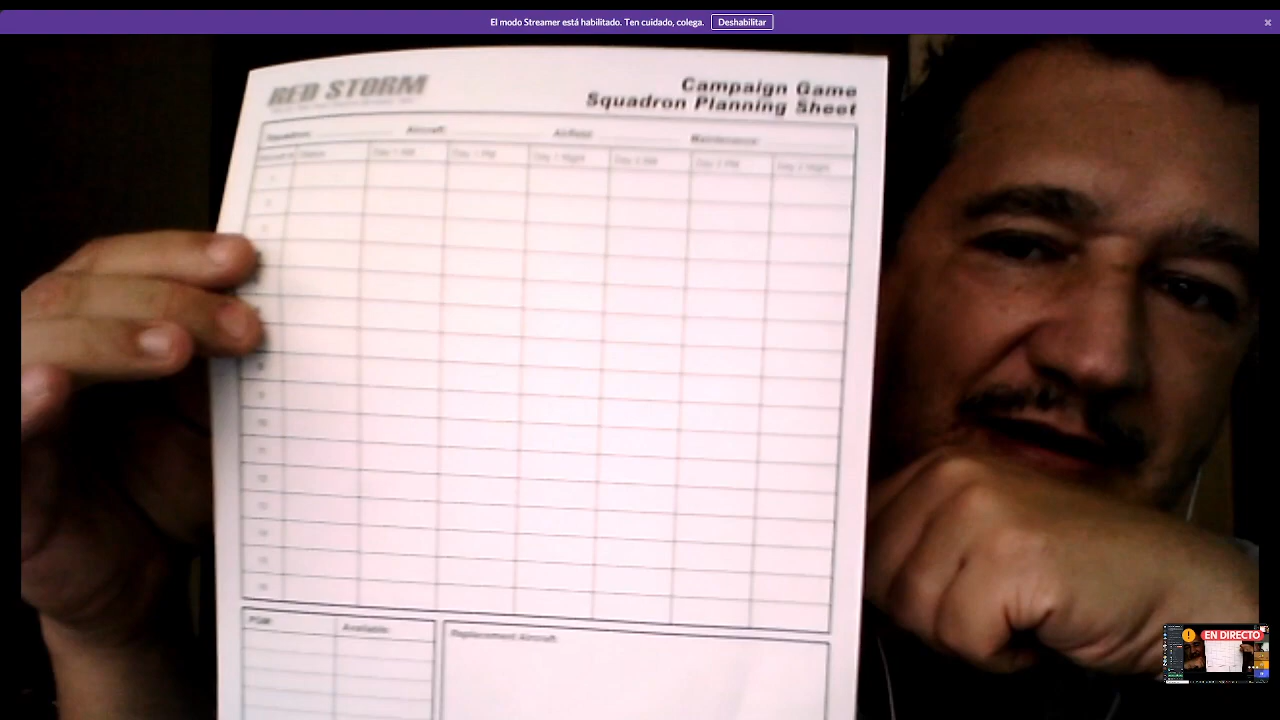 El modo Streamer está habilitado. Ten cuidado, colega. Deshabilitar
RED STORM
Campaign Game
Squadron Planning Sheet
Squadron: Aircraft: Airfield: Maintenance:
Day 1 AM Day 1 PM Day 1 Night Day 2 AM Day 2 PM Day 2 Night
PGM: Available:
Replacement Aircraft:
EN DIRECTO